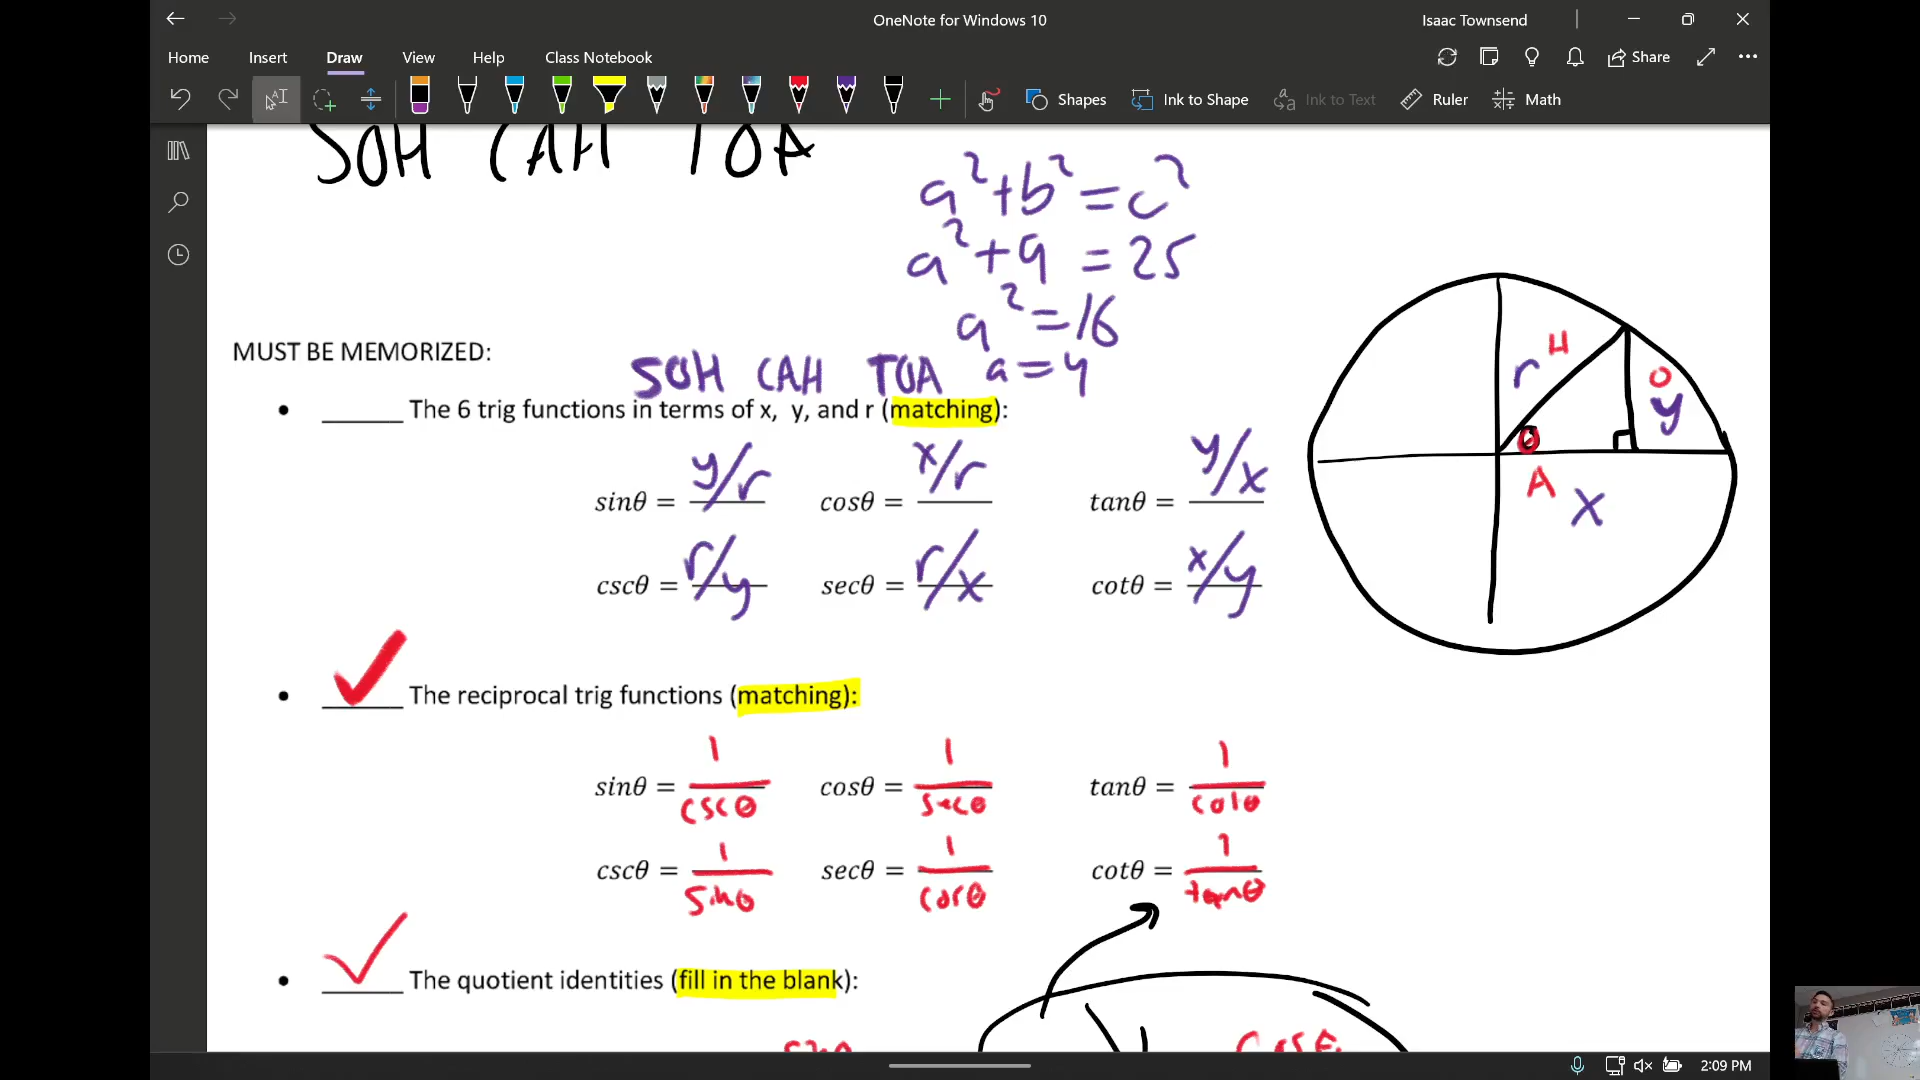 OneNote for Windows 10
Isaac Townsend
Home Insert Draw View Help Class Notebook
Share
Shapes Ink to Shape Ink to Text Ruler Math
SOH CAH TOA
a² + b² = c²
a² + 9 = 25
a² = 16
MUST BE MEMORIZED:
SOH CAH TOA a = 4
• ______ The 6 trig functions in terms of x, y, and r (matching):
sinθ = y/r cosθ = x/r tanθ = y/x
cscθ = r/y secθ = r/x cotθ = x/y
H
r
O
y
θ
A
x
• ______ The reciprocal trig functions (matching):
sinθ = 1/cscθ cosθ = 1/secθ tanθ = 1/cotθ
cscθ = 1/sinθ secθ = 1/cosθ cotθ = 1/tanθ
• ______ The quotient identities (fill in the blank):
2:09 PM